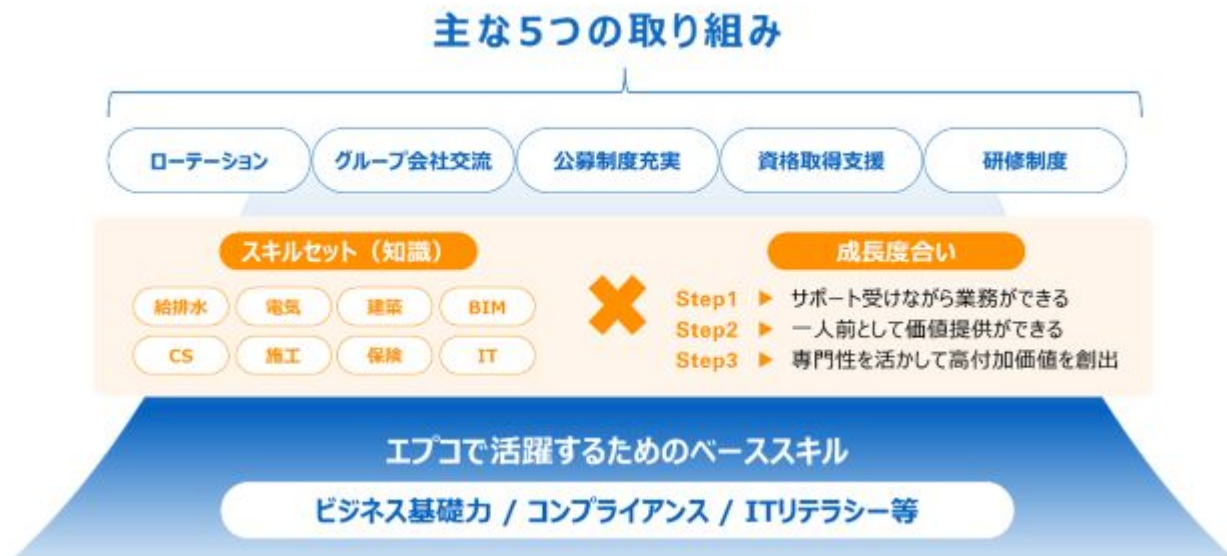 主な5つの取り組み
ローテーション グループ会社交流 公募制度充実 資格取得支援 研修制度
スキルセット（知識）
給排水 電気 建築 BIM
CS 施工 保険 IT
成長度合い
Step1 ▶ サポート受けながら業務ができる
Step2 ▶ 一人前として価値提供ができる
Step3 ▶ 専門性を活かして高付加価値を創出
エプコで活躍するためのベーススキル
ビジネス基礎力 / コンプライアンス / ITリテラシー等